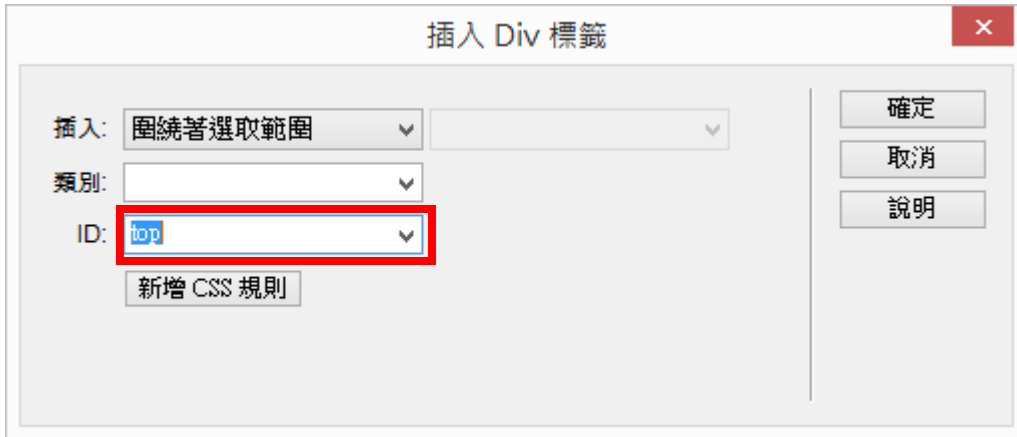 插入 Div 標籤
插入: 圍繞著選取範圍
確定
取消
類別:
說明
ID: top
新增 CSS 規則